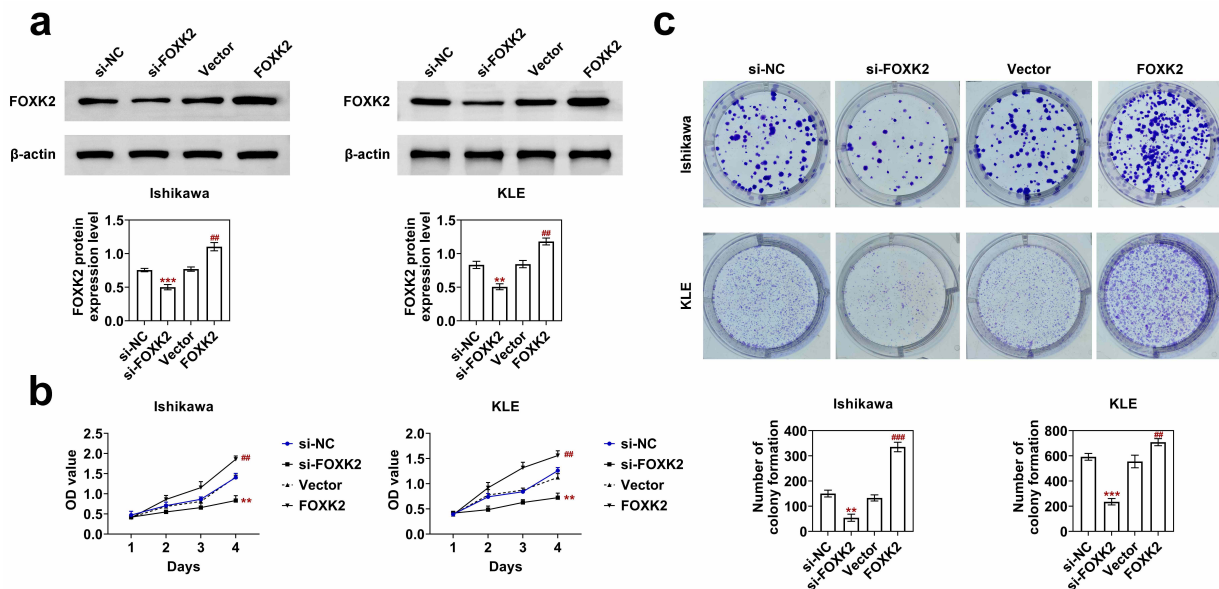 a
si-NC si-FOXK2 Vector FOXK2
FOXK2
β-actin
Ishikawa
FOXK2 protein
expression level
1.5
1.0
0.5
0.0
***
##
si-NC
si-FOXK2
Vector
FOXK2
si-NC si-FOXK2 Vector FOXK2
FOXK2
β-actin
KLE
FOXK2 protein
expression level
1.5
1.0
0.5
0.0
**
##
si-NC
si-FOXK2
Vector
FOXK2
b
Ishikawa
OD value
2.5
2.0
1.5
1.0
0.5
0.0
1 2 3 4
Days
##
**
si-NC
si-FOXK2
Vector
FOXK2
KLE
OD value
2.0
1.5
1.0
0.5
0.0
1 2 3 4
Days
##
**
si-NC
si-FOXK2
Vector
FOXK2
c
si-NC si-FOXK2 Vector FOXK2
Ishikawa
KLE
Ishikawa
Number of
colony formation
400
300
200
100
0
**
###
si-NC
si-FOXK2
Vector
FOXK2
KLE
Number of
colony formation
800
600
400
200
0
***
##
si-NC
si-FOXK2
Vector
FOXK2